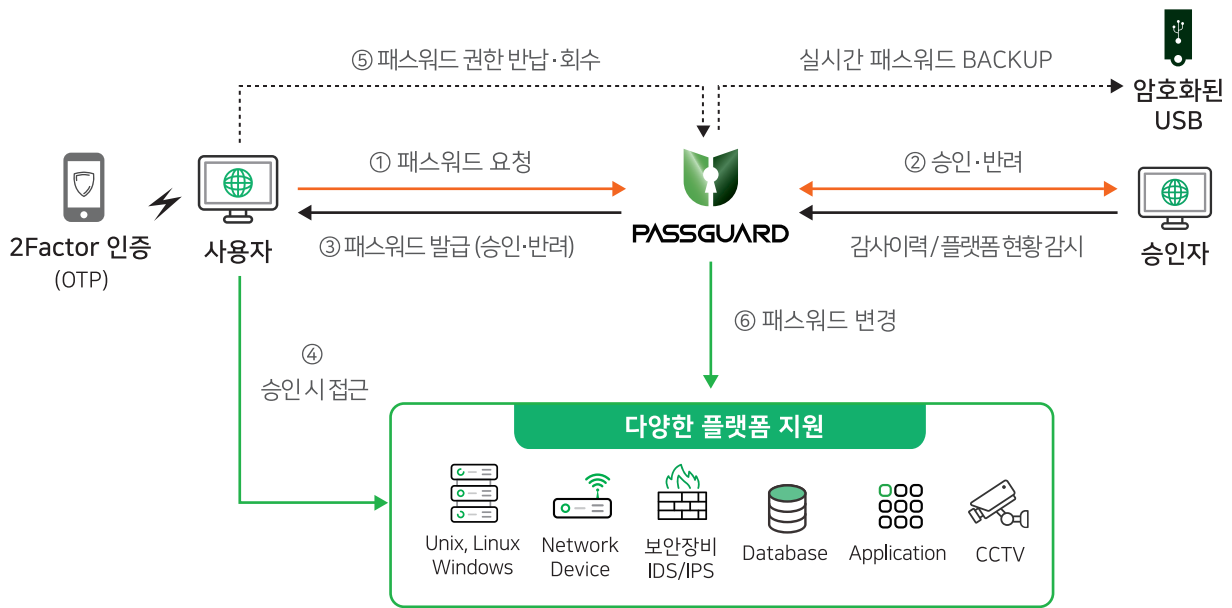 ⑤ 패스워드 권한 반납·회수
실시간 패스워드 BACKUP
암호화된
USB
① 패스워드 요청
② 승인·반려
2Factor 인증
(OTP)
사용자
③ 패스워드 발급 (승인·반려)
PASSGUARD
감사이력 / 플랫폼 현황 감시
승인자
⑥ 패스워드 변경
④
승인 시 접근
다양한 플랫폼 지원
Unix, Linux
Windows
Network
Device
보안장비
IDS/IPS
Database
Application
CCTV